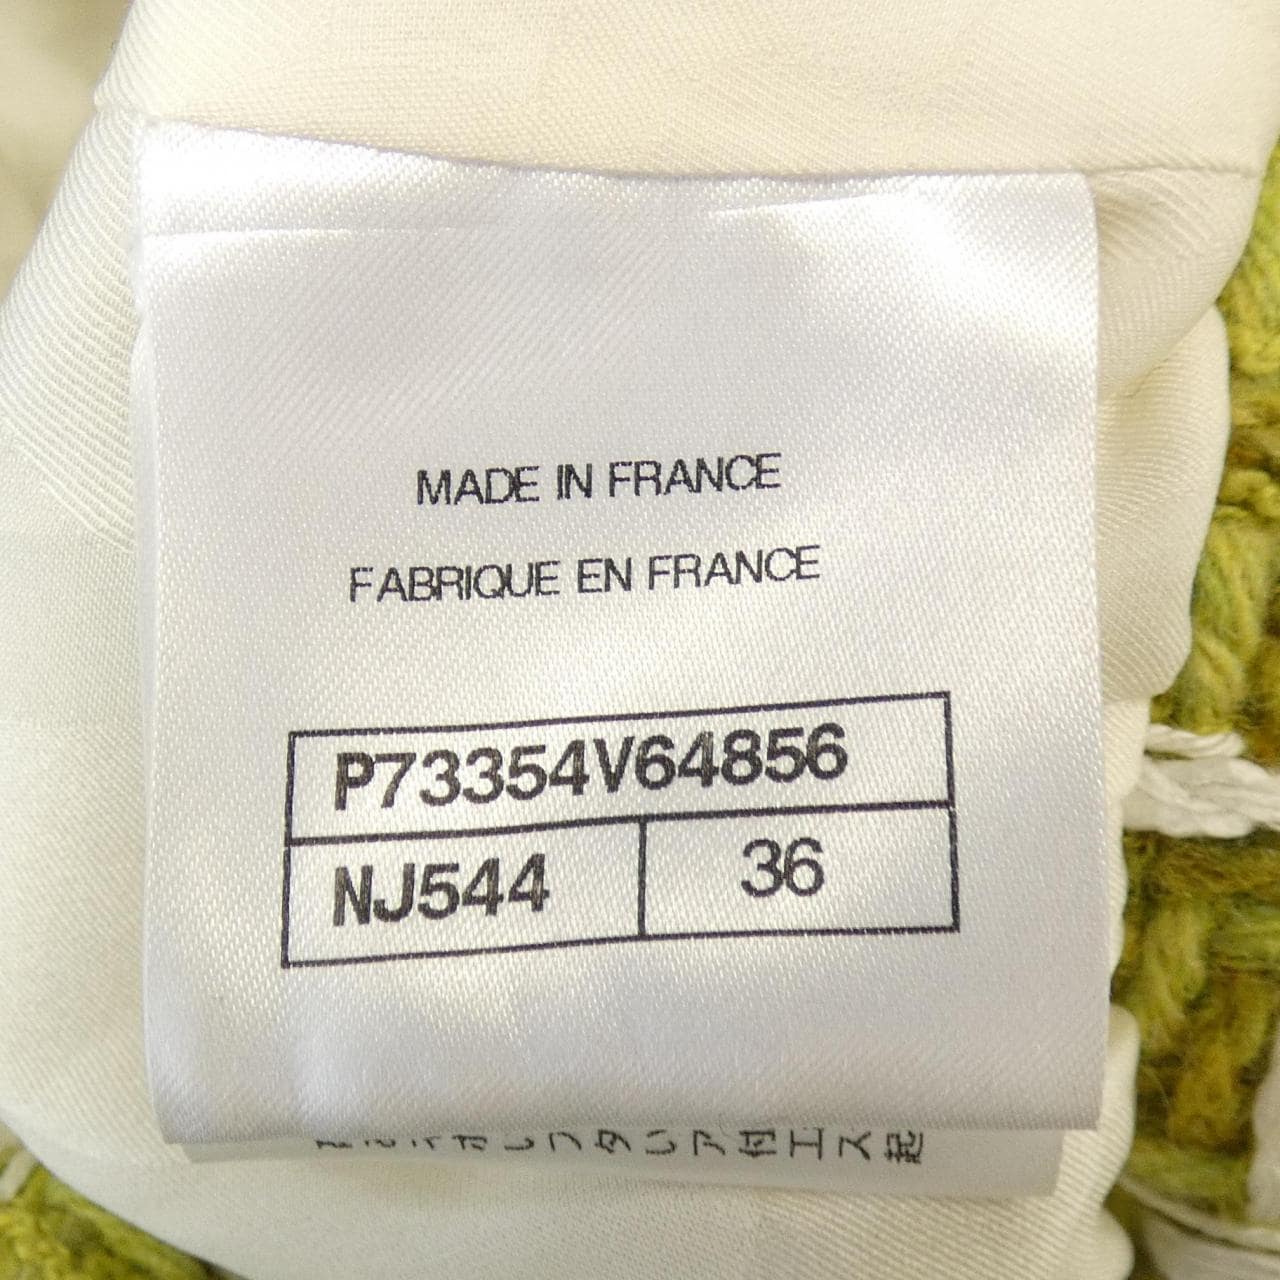 MADE IN FRANCE
FABRIQUE EN FRANCE
P73354V64856
NJ544
36